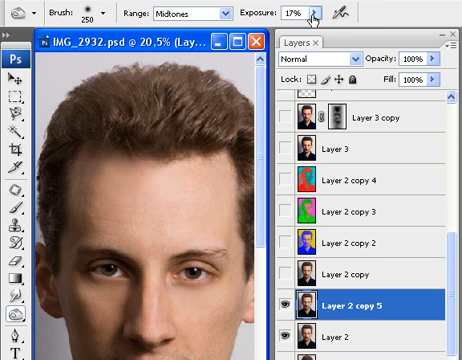 Brush: 250 Range: Midtones Exposure: 17%
Ps
IMG_2932.psd @ 20,5% (Lay...
Layers ×
Normal Opacity: 100%
Lock: Fill: 100%
Layer 3 copy
Layer 3
Layer 2 copy 4
Layer 2 copy 3
Layer 2 copy 2
Layer 2 copy
Layer 2 copy 5
Layer 2
T